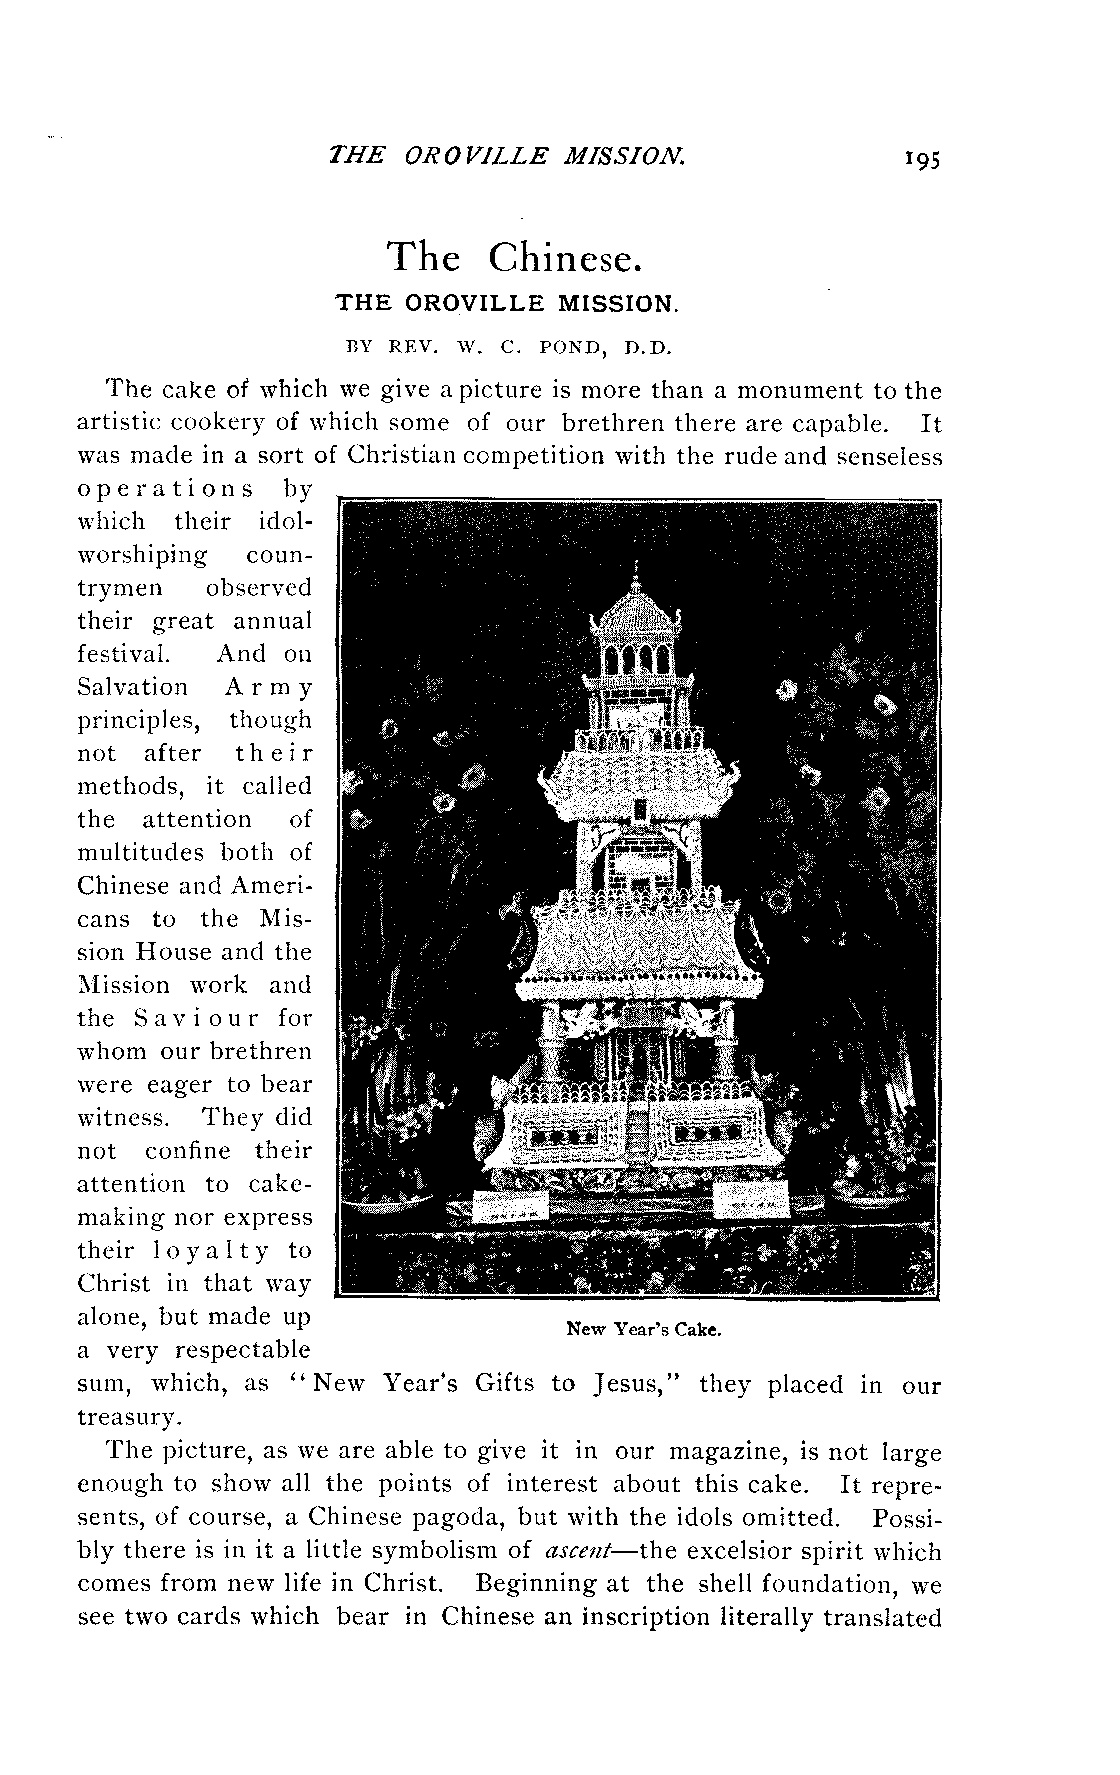 THE OROVILLE MISSION. 195
The Chinese.
THE OROVILLE MISSION.
BY REV. W. C. POND, D.D.
The cake of which we give a picture is more than a monument to the
artistic cookery of which some of our brethren there are capable. It
was made in a sort of Christian competition with the rude and senseless
operations by
which their idol-
worshiping coun-
trymen observed
their great annual
festival. And on
Salvation Army
principles, though
not after their
methods, it called
the attention of
multitudes both of
Chinese and Ameri-
cans to the Mis-
sion House and the
Mission work and
the Saviour for
whom our brethren
were eager to bear
witness. They did
not confine their
attention to cake-
making nor express
their loyalty to
Christ in that way
alone, but made up
a very respectable
New Year's Cake.
sum, which, as "New Year's Gifts to Jesus," they placed in our
treasury.
The picture, as we are able to give it in our magazine, is not large
enough to show all the points of interest about this cake. It repre-
sents, of course, a Chinese pagoda, but with the idols omitted. Possi-
bly there is in it a little symbolism of ascent—the excelsior spirit which
comes from new life in Christ. Beginning at the shell foundation, we
see two cards which bear in Chinese an inscription literally translated